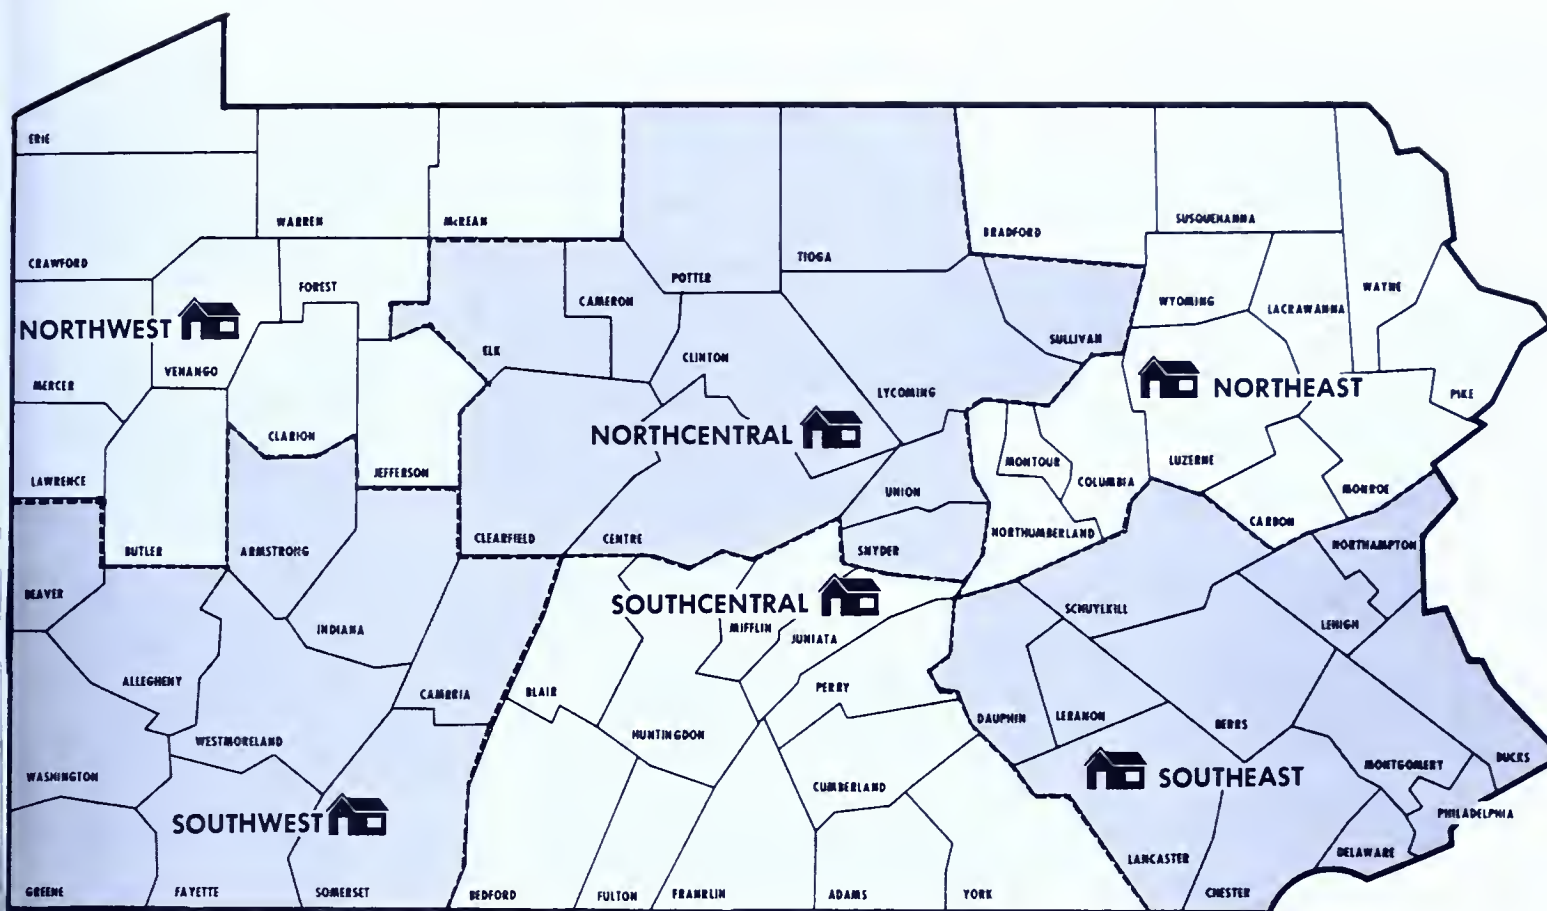 ERIE
WARREN
McKEAN
SUSQUEHANNA
BRADFORD
CRAWFORD
TIOGA
POTTER
FOREST
WAYNE
CAMERON
WYOMING
LACKAWANNA
NORTHWEST
SULLIVAN
ELK
CLINTON
VENANGO
MERCER
NORTHEAST
LYCOMING
PIKE
CLARION
NORTHCENTRAL
JEFFERSON
MONTOUR
LUZERNE
LAWRENCE
COLUMBIA
UNION
MONROE
CARBON
NORTHUMBERLAND
CLEARFIELD
CENTRE
BUTLER
ARMSTRONG
SNYDER
NORTHAMPTON
BEAVER
SOUTHCENTRAL
SCHUYLKILL
LEHIGH
INDIANA
MIFFLIN
JUNIATA
ALLEGHENY
CAMBRIA
BLAIR
PERRY
DAUPHIN
LEBANON
BERKS
HUNTINGDON
WESTMORELAND
WASHINGTON
BUCKS
MONTGOMERY
SOUTHEAST
CUMBERLAND
PHILADELPHIA
SOUTHWEST
LANCASTER
DELAWARE
GREENE
FAYETTE
SOMERSET
BEDFORD
FULTON
FRANKLIN
ADAMS
YORK
CHESTER